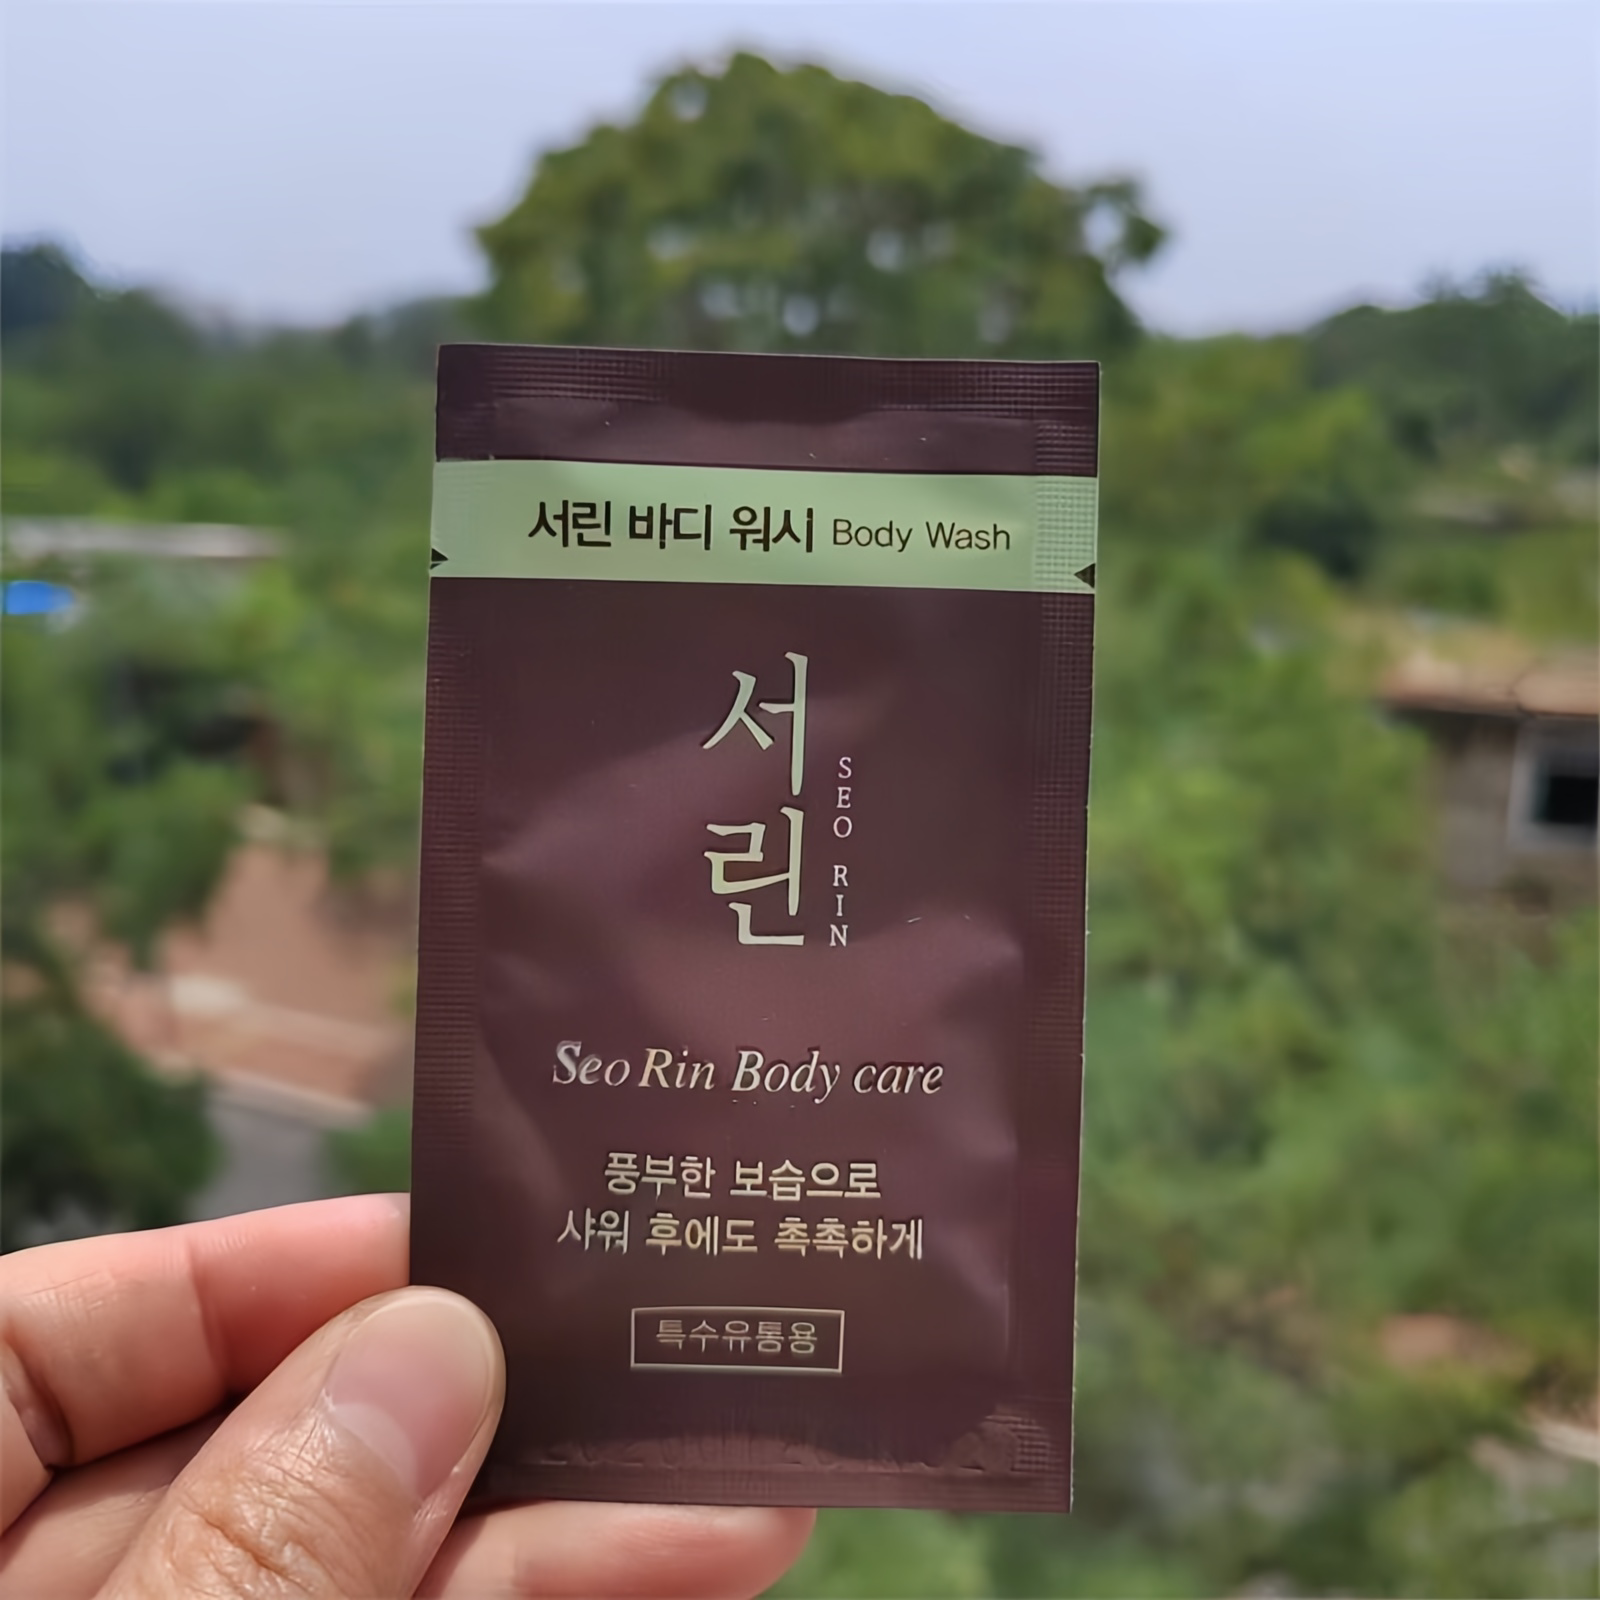 서린 바디 워시 Body Wash
서린
SEO RIN
Seo Rin Body care
풍부한 보습으로
샤워 후에도 촉촉하게
특수유통용